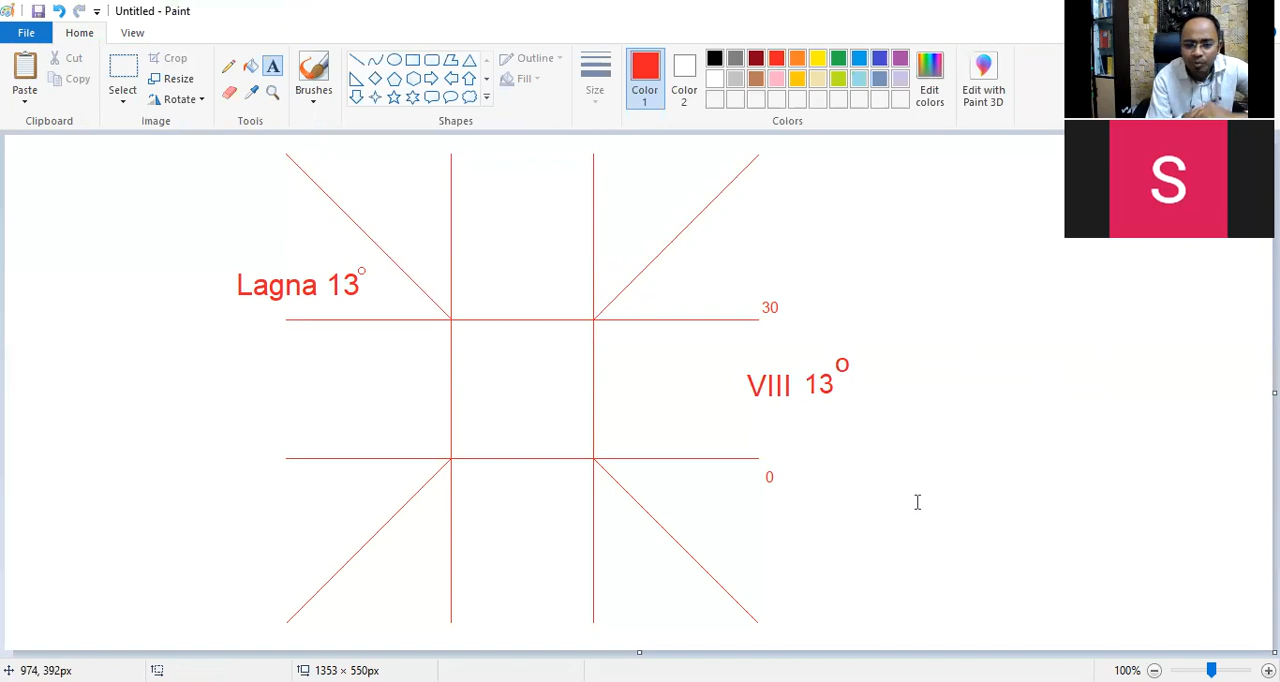 Untitled - Paint
File
Home
View
Paste
Cut
Copy
Clipboard
Select
Crop
Resize
Rotate
Image
A
Tools
Brushes
Outline
Fill
Shapes
Size
Color 1
Color 2
Edit colors
Colors
Edit with Paint 3D
S
Lagna 13°
30
VIII 13°
0
974, 392px
1353 × 550px
100%